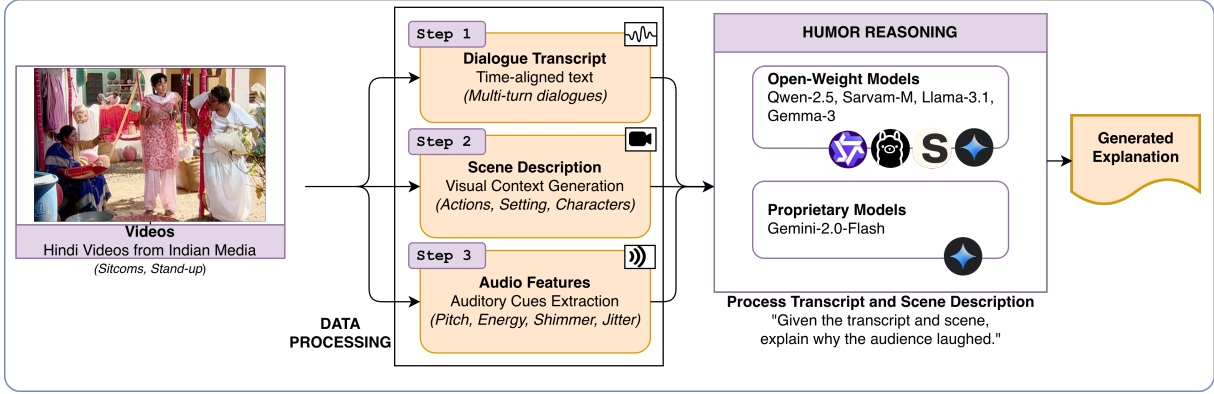 Videos
Hindi Videos from Indian Media
(Sitcoms, Stand-up)
DATA
PROCESSING
Step 1
Dialogue Transcript
Time-aligned text
(Multi-turn dialogues)
Step 2
Scene Description
Visual Context Generation
(Actions, Setting, Characters)
Step 3
Audio Features
Auditory Cues Extraction
(Pitch, Energy, Shimmer, Jitter)
HUMOR REASONING
Open-Weight Models
Qwen-2.5, Sarvam-M, Llama-3.1,
Gemma-3
S
Proprietary Models
Gemini-2.0-Flash
Process Transcript and Scene Description
"Given the transcript and scene,
explain why the audience laughed."
Generated
Explanation